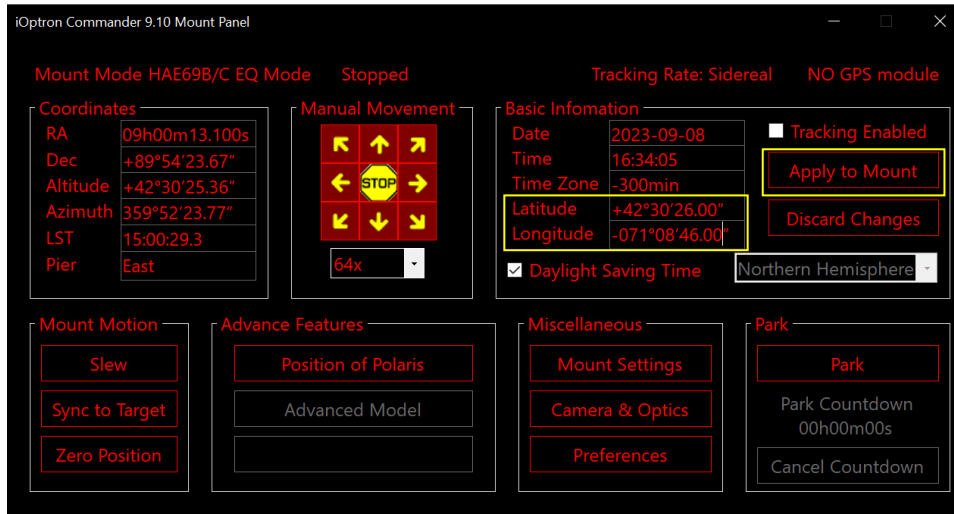 iOptron Commander 9.10 Mount Panel
Mount Mode HAE69B/C EQ Mode Stopped Tracking Rate: Sidereal NO GPS module
Coordinates
RA 09h00m13.100s
Dec +89°54'23.67"
Altitude +42°30'25.36"
Azimuth 359°52'23.77"
LST 15:00:29.3
Pier East
Manual Movement
STOP
64x
Basic Infomation
Date 2023-09-08
Time 16:34:05
Time Zone -300min
Latitude +42°30'26.00"
Longitude -071°08'46.00"
Daylight Saving Time
Tracking Enabled
Apply to Mount
Discard Changes
Northern Hemisphere
Mount Motion
Slew
Sync to Target
Zero Position
Advance Features
Position of Polaris
Advanced Model
Miscellaneous
Mount Settings
Camera & Optics
Preferences
Park
Park
Park Countdown
00h00m00s
Cancel Countdown